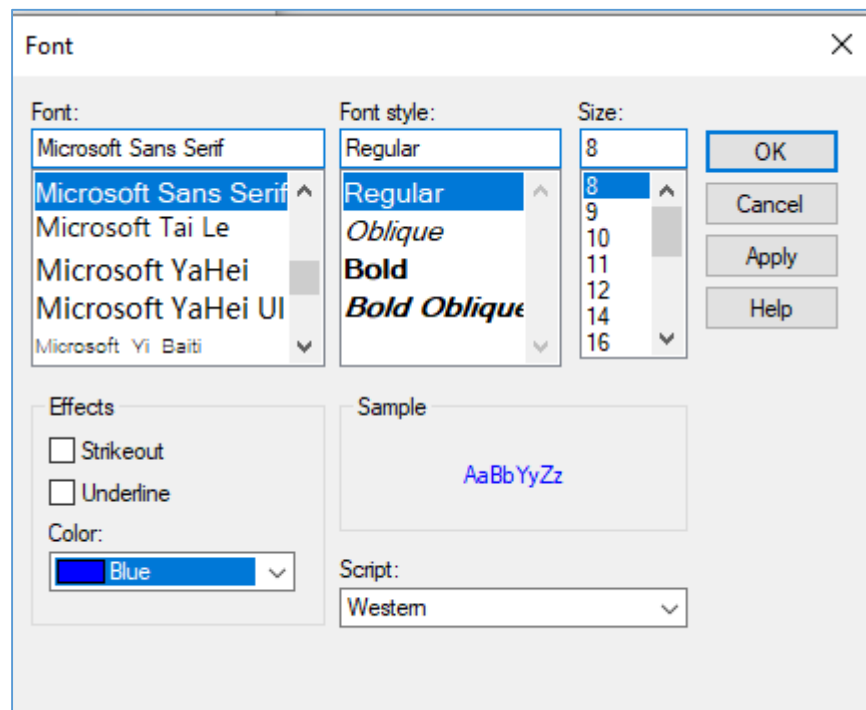 Font
Font:
Microsoft Sans Serif
Microsoft Sans Serif
Microsoft Tai Le
Microsoft YaHei
Microsoft YaHei UI
Microsoft Yi Baiti
Font style:
Regular
Regular
Oblique
Bold
Bold Oblique
Size:
8
8
9
10
11
12
14
16
OK
Cancel
Apply
Help
Effects
Strikeout
Underline
Color:
Blue
Sample
AaBbYyZz
Script:
Western